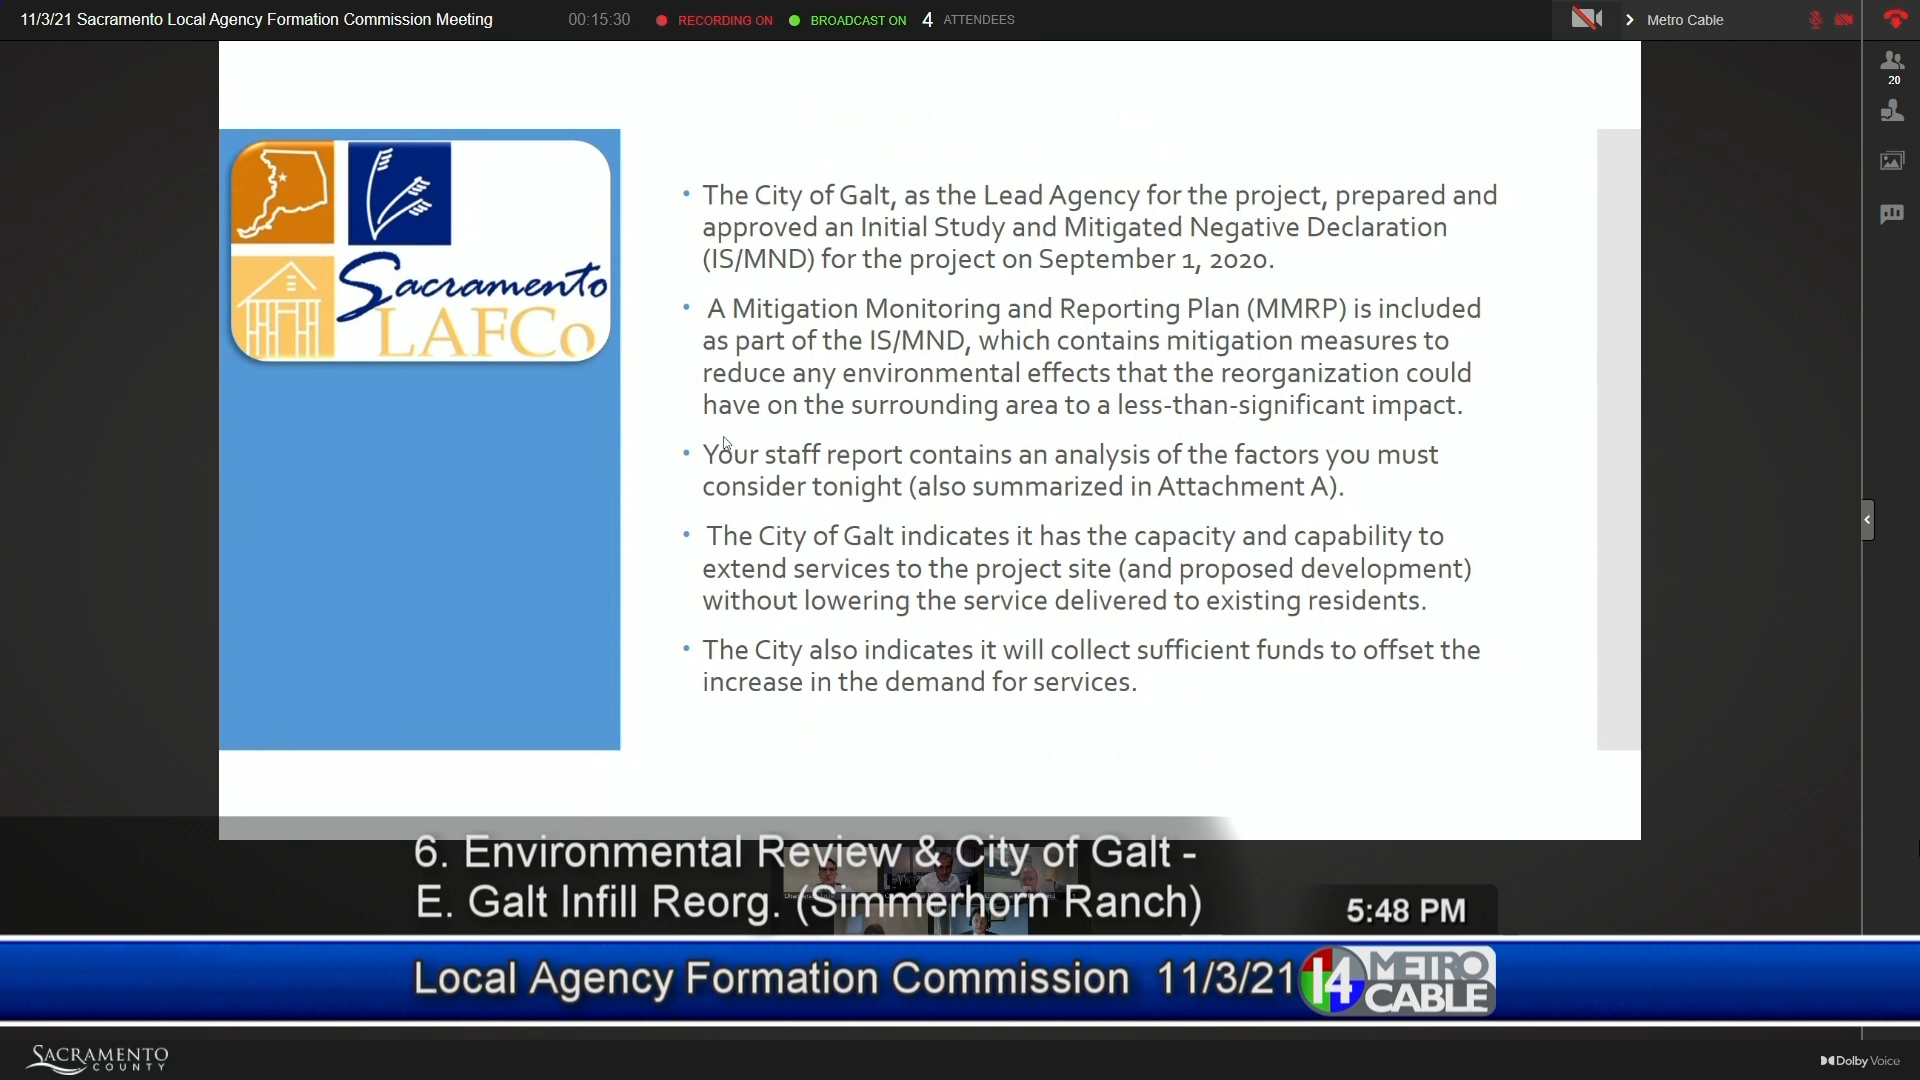 11/3/21 Sacramento Local Agency Formation Commission Meeting 00:15:30 RECORDING ON BROADCAST ON 4 ATTENDEES Metro Cable
20
Sacramento
LAFCo
• The City of Galt, as the Lead Agency for the project, prepared and
approved an Initial Study and Mitigated Negative Declaration
(IS/MND) for the project on September 1, 2020.
• A Mitigation Monitoring and Reporting Plan (MMRP) is included
as part of the IS/MND, which contains mitigation measures to
reduce any environmental effects that the reorganization could
have on the surrounding area to a less-than-significant impact.
• Your staff report contains an analysis of the factors you must
consider tonight (also summarized in Attachment A).
• The City of Galt indicates it has the capacity and capability to
extend services to the project site (and proposed development)
without lowering the service delivered to existing residents.
• The City also indicates it will collect sufficient funds to offset the
increase in the demand for services.
6. Environmental Review & City of Galt -
E. Galt Infill Reorg. (Simmerhorn Ranch)
5:48 PM
Local Agency Formation Commission 11/3/21
14 METRO
CABLE
SACRAMENTO
COUNTY
Dolby Voice